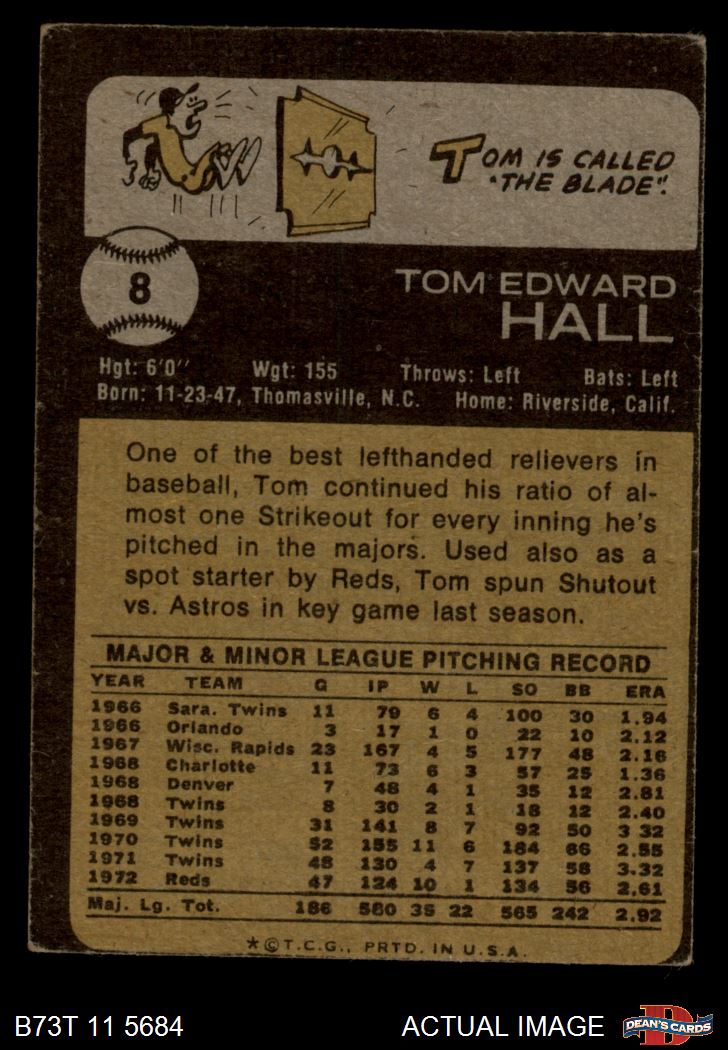 TOM IS CALLED
"THE BLADE".
8
TOM EDWARD
HALL
Hgt: 6'0" Wgt: 155 Throws: Left Bats: Left
Born: 11-23-47, Thomasville, N.C. Home: Riverside, Calif.
One of the best lefthanded relievers in
baseball, Tom continued his ratio of al-
most one Strikeout for every inning he's
pitched in the majors. Used also as a
spot starter by Reds, Tom spun Shutout
vs. Astros in key game last season.
MAJOR & MINOR LEAGUE PITCHING RECORD
YEAR TEAM G IP W L SO BB ERA
1966 Sara. Twins 11 79 6 4 100 30 1.94
1966 Orlando 3 17 1 0 22 10 2.12
1967 Wisc. Rapids 23 167 4 5 177 48 2.16
1968 Charlotte 11 73 6 3 57 25 1.36
1968 Denver 7 48 4 1 35 12 2.81
1968 Twins 8 30 2 1 18 12 2.40
1969 Twins 31 141 8 7 92 50 3.32
1970 Twins 52 155 11 6 184 66 2.55
1971 Twins 48 130 4 7 137 58 3.32
1972 Reds 47 124 10 1 134 56 2.61
Maj. Lg. Tot. 186 580 35 22 565 242 2.92
*©T.C.G., PRTD. IN U.S.A.
B73T 11 5684 ACTUAL IMAGE D DEAN'S CARDS